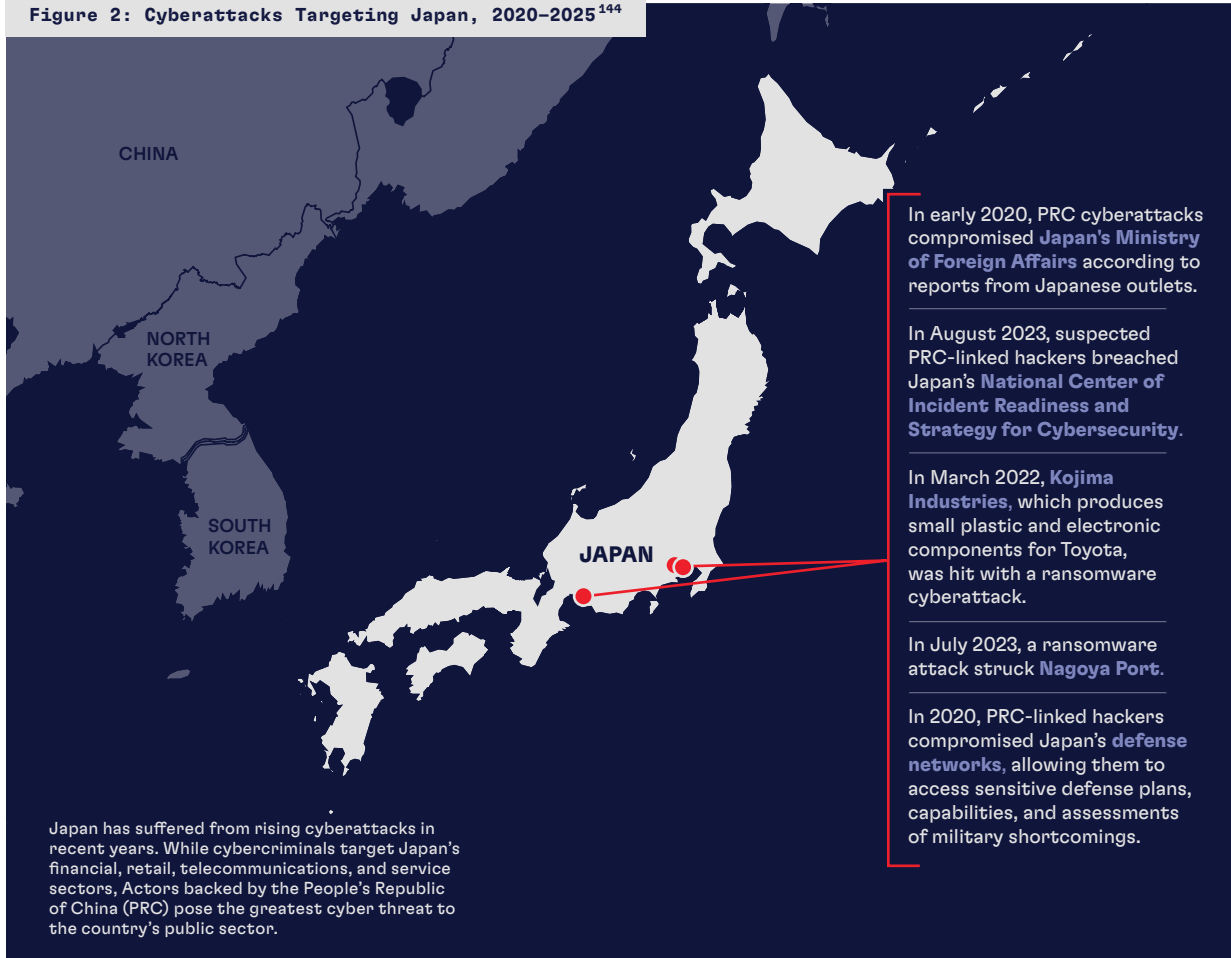 Figure 2: Cyberattacks Targeting Japan, 2020–2025144
CHINA
NORTH
KOREA
SOUTH
KOREA
JAPAN
In early 2020, PRC cyberattacks
compromised Japan's Ministry
of Foreign Affairs according to
reports from Japanese outlets.
In August 2023, suspected
PRC-linked hackers breached
Japan’s National Center of
Incident Readiness and
Strategy for Cybersecurity.
In March 2022, Kojima
Industries, which produces
small plastic and electronic
components for Toyota,
was hit with a ransomware
cyberattack.
In July 2023, a ransomware
attack struck Nagoya Port.
In 2020, PRC-linked hackers
compromised Japan’s defense
networks, allowing them to
access sensitive defense plans,
capabilities, and assessments
of military shortcomings.
Japan has suffered from rising cyberattacks in
recent years. While cybercriminals target Japan’s
financial, retail, telecommunications, and service
sectors, Actors backed by the People’s Republic
of China (PRC) pose the greatest cyber threat to
the country’s public sector.